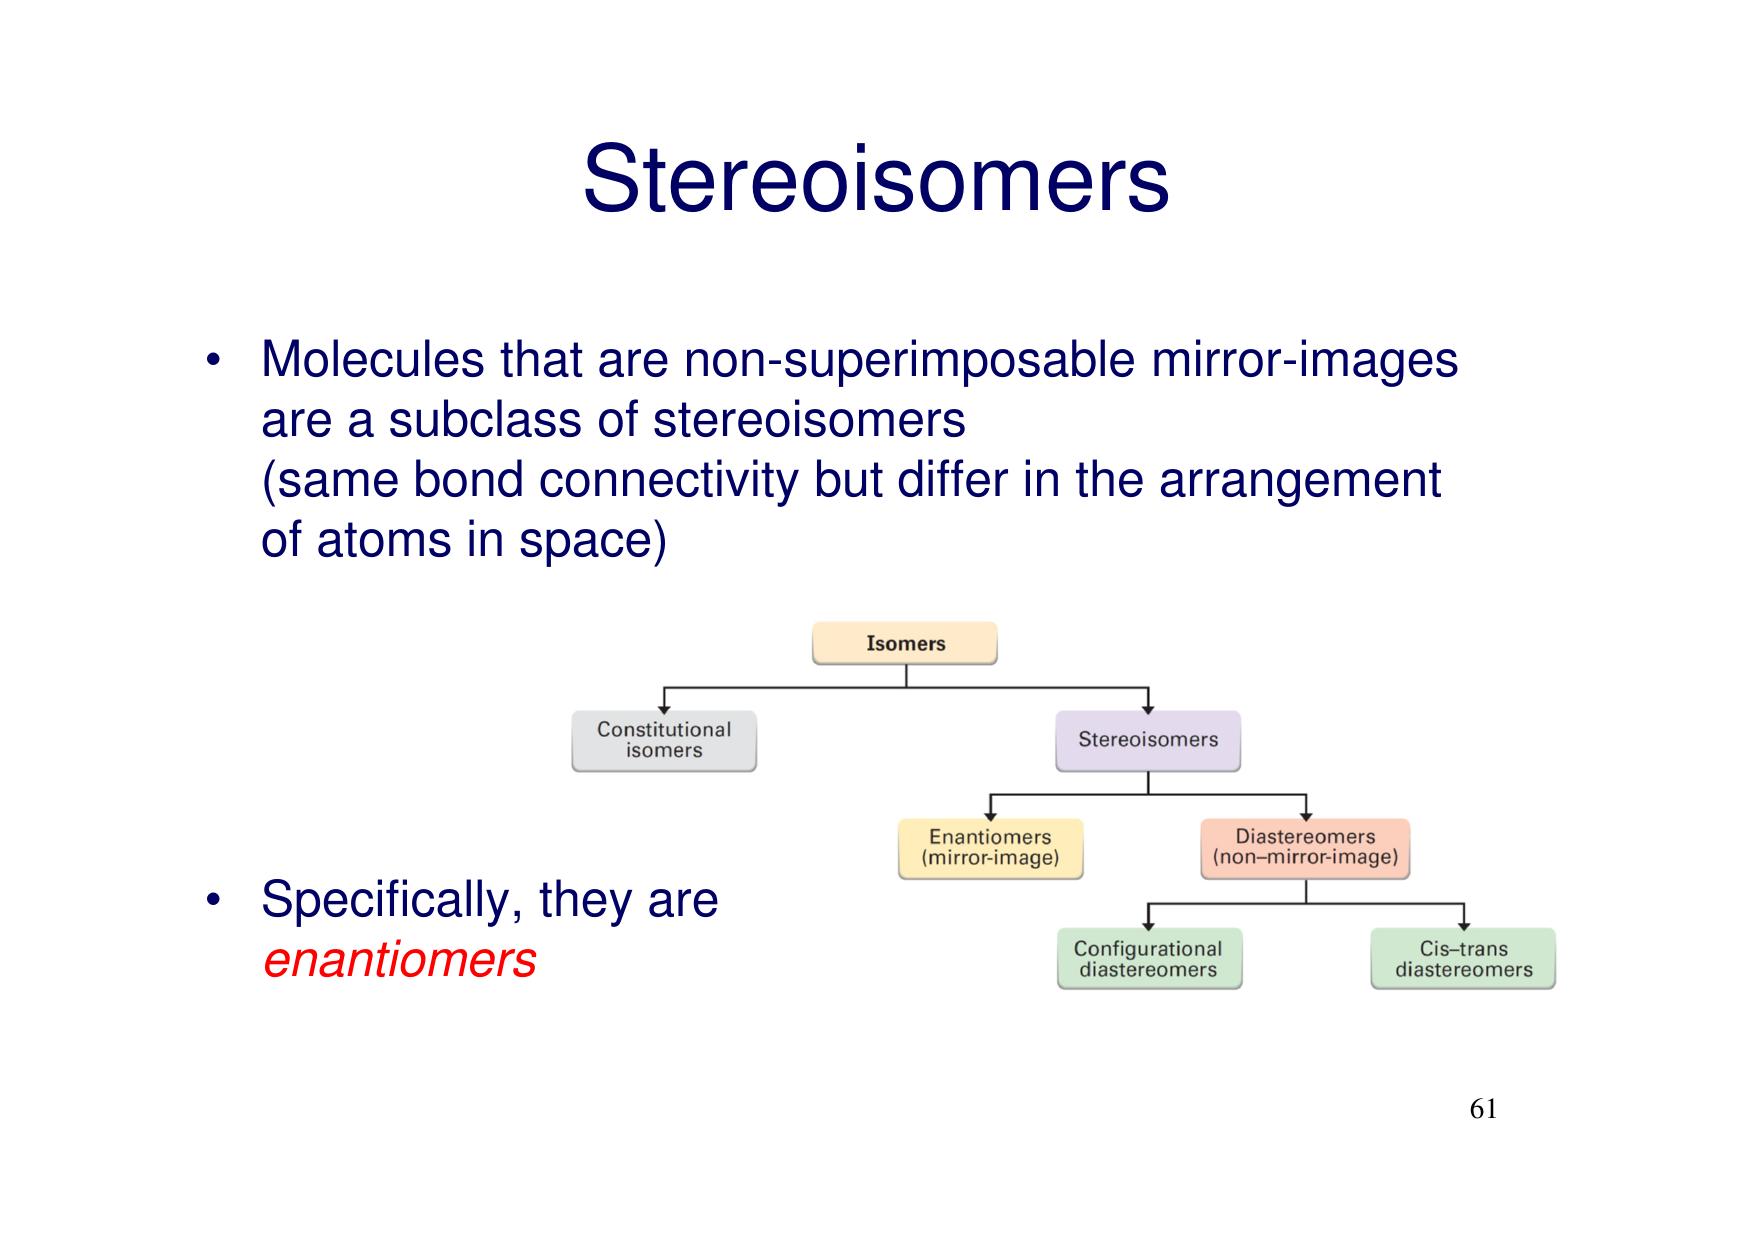 Stereoisomers
• Molecules that are non-superimposable mirror-images
are a subclass of stereoisomers
(same bond connectivity but differ in the arrangement
of atoms in space)
Isomers
Constitutional
isomers
Stereoisomers
Enantiomers
(mirror-image)
Diastereomers
(non–mirror-image)
Configurational
diastereomers
Cis–trans
diastereomers
• Specifically, they are
enantiomers
61